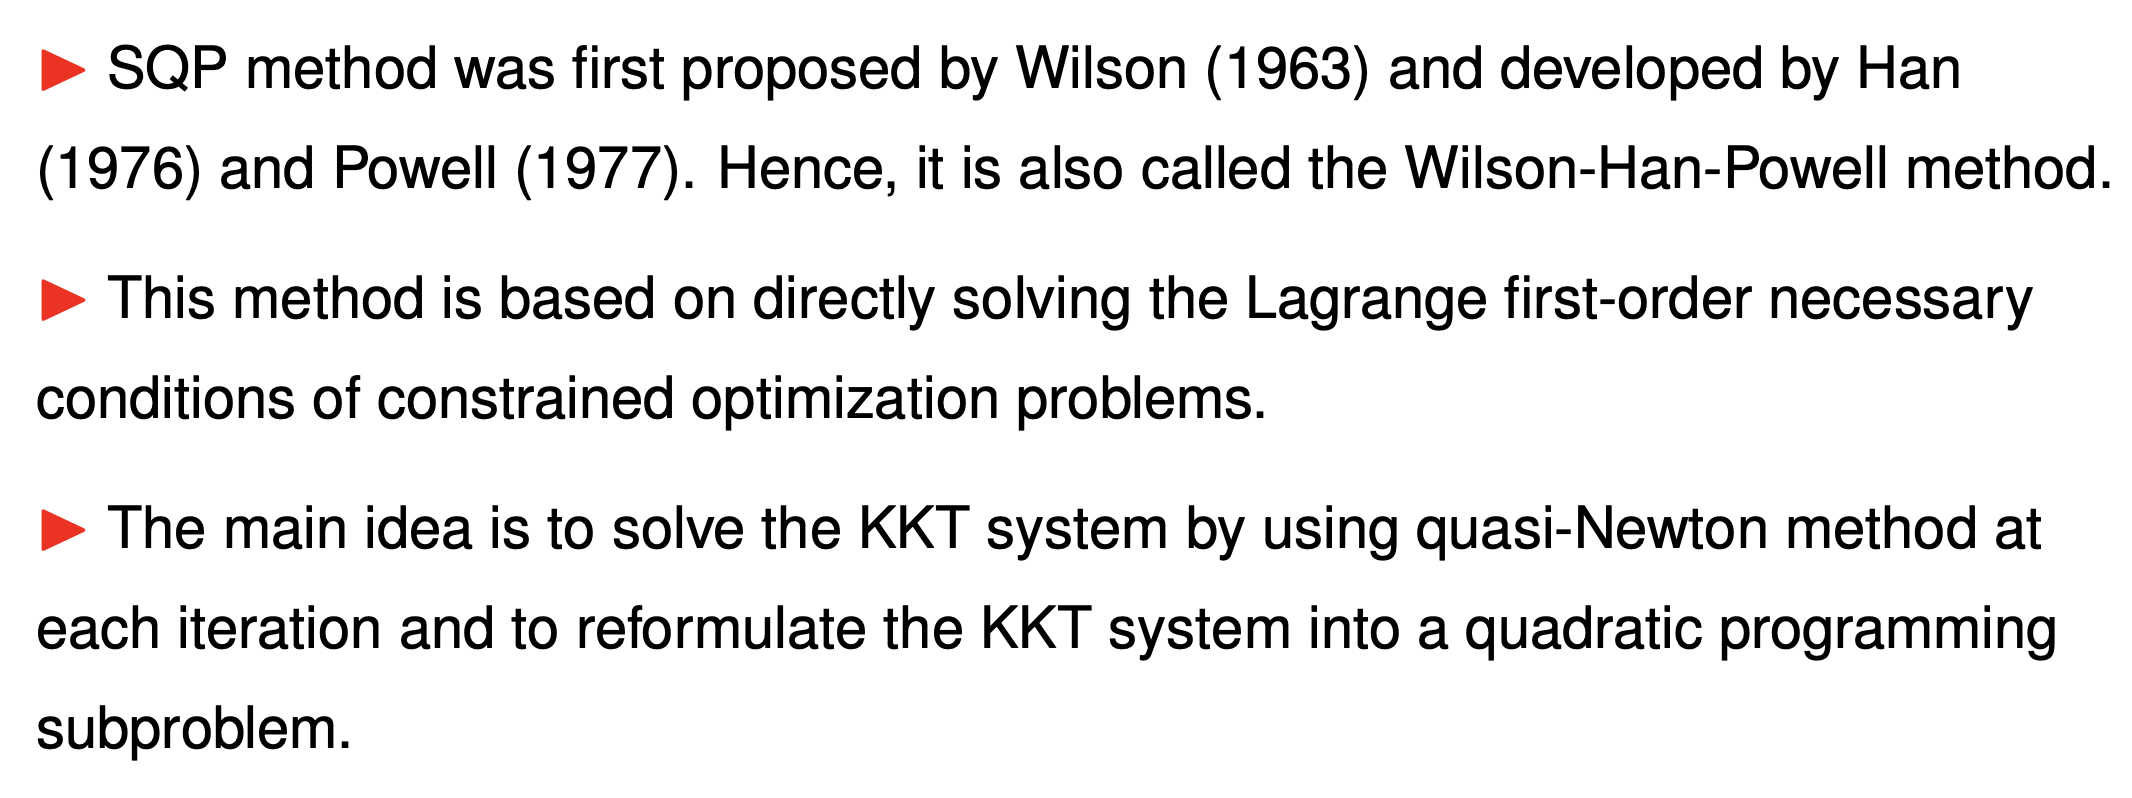 ▶ SQP method was first proposed by Wilson (1963) and developed by Han
(1976) and Powell (1977). Hence, it is also called the Wilson-Han-Powell method.
▶ This method is based on directly solving the Lagrange first-order necessary
conditions of constrained optimization problems.
▶ The main idea is to solve the KKT system by using quasi-Newton method at
each iteration and to reformulate the KKT system into a quadratic programming
subproblem.